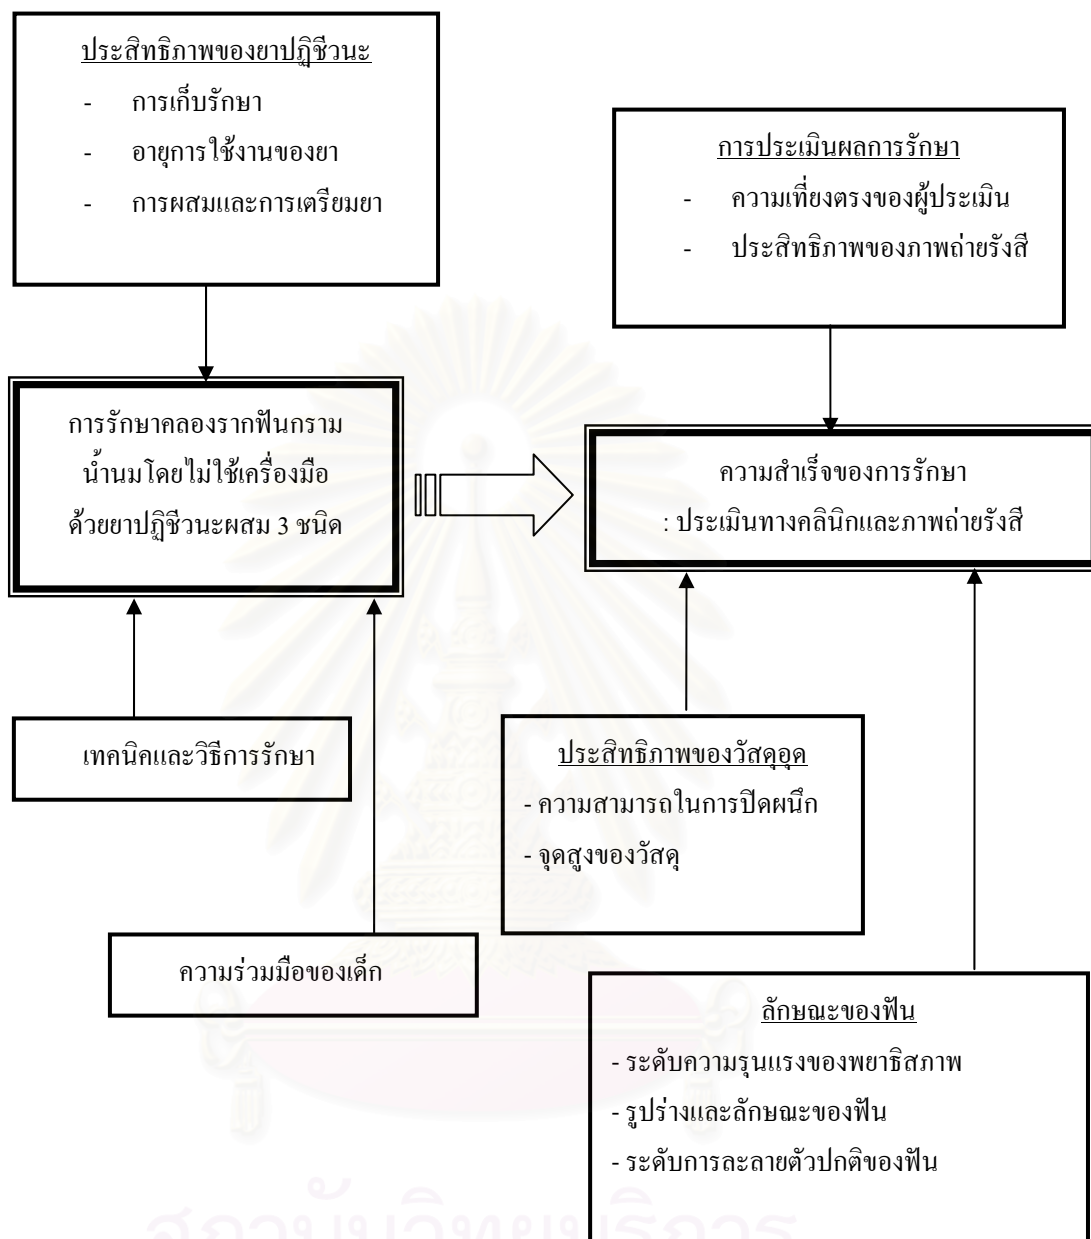 ประสิทธิภาพของยาปฏิชีวนะ
- การเก็บรักษา
- อายุการใช้งานของยา
- การผสมและการเตรียมยา
การประเมินผลการรักษา
- ความเที่ยงตรงของผู้ประเมิน
- ประสิทธิภาพของภาพถ่ายรังสี
การรักษาคลองรากฟันกราม
น้ำนมโดยไม่ใช้เครื่องมือ
ด้วยยาปฏิชีวนะผสม 3 ชนิด
ความสำเร็จของการรักษา
: ประเมินทางคลินิกและภาพถ่ายรังสี
เทคนิคและวิธีการรักษา
ประสิทธิภาพของวัสดุอุด
- ความสามารถในการปิดผนึก
- จุดสูงของวัสดุ
ความร่วมมือของเด็ก
ลักษณะของฟัน
- ระดับความรุนแรงของพยาธิสภาพ
- รูปร่างและลักษณะของฟัน
- ระดับการละลายตัวปกติของฟัน
สถาบันวิทยบริการ